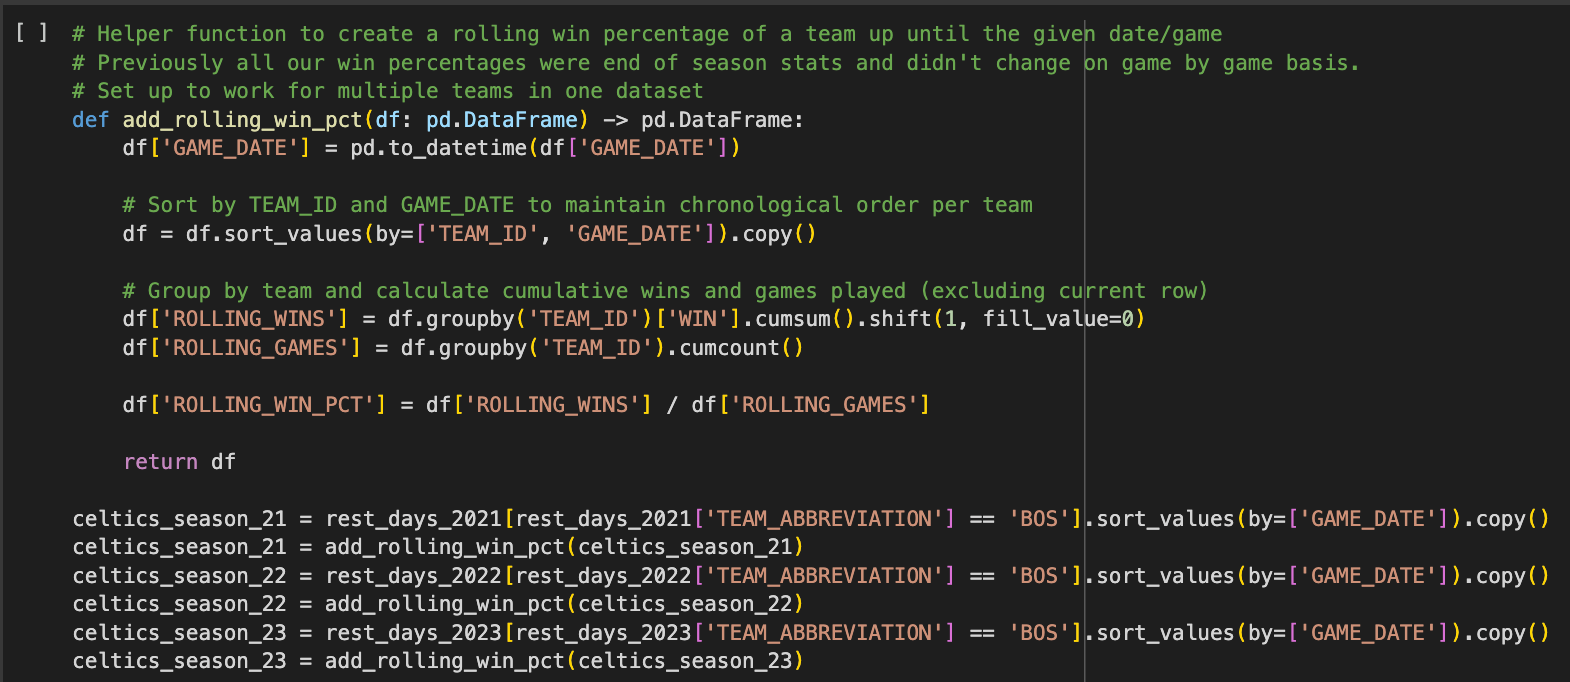 [ ] # Helper function to create a rolling win percentage of a team up until the given date/game
# Previously all our win percentages were end of season stats and didn't change on game by game basis.
# Set up to work for multiple teams in one dataset
def add_rolling_win_pct(df: pd.DataFrame) -> pd.DataFrame:
    df['GAME_DATE'] = pd.to_datetime(df['GAME_DATE'])

    # Sort by TEAM_ID and GAME_DATE to maintain chronological order per team
    df = df.sort_values(by=['TEAM_ID', 'GAME_DATE']).copy()

    # Group by team and calculate cumulative wins and games played (excluding current row)
    df['ROLLING_WINS'] = df.groupby('TEAM_ID')['WIN'].cumsum().shift(1, fill_value=0)
    df['ROLLING_GAMES'] = df.groupby('TEAM_ID').cumcount()

    df['ROLLING_WIN_PCT'] = df['ROLLING_WINS'] / df['ROLLING_GAMES']

    return df

celtics_season_21 = rest_days_2021[rest_days_2021['TEAM_ABBREVIATION'] == 'BOS'].sort_values(by=['GAME_DATE']).copy()
celtics_season_21 = add_rolling_win_pct(celtics_season_21)
celtics_season_22 = rest_days_2022[rest_days_2022['TEAM_ABBREVIATION'] == 'BOS'].sort_values(by=['GAME_DATE']).copy()
celtics_season_22 = add_rolling_win_pct(celtics_season_22)
celtics_season_23 = rest_days_2023[rest_days_2023['TEAM_ABBREVIATION'] == 'BOS'].sort_values(by=['GAME_DATE']).copy()
celtics_season_23 = add_rolling_win_pct(celtics_season_23)